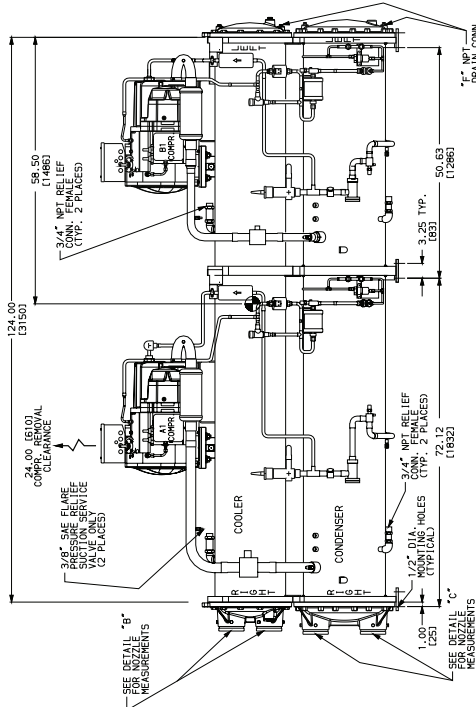 124.00
[3150]
58.50
[1486]
24.00 [610]
COMPR. REMOVAL
CLEARANCE
3/8" SAE FLARE
PRESSURE RELIEF
SUCTION SERVICE
VALVE ONLY
(2 PLACES)
3/4" NPT RELIEF
CONN. FEMALE
(TYP. 2 PLACES)
A1
COMPR.
B1
COMPR.
SEE DETAIL "B"
FOR NOZZLE
MEASUREMENTS
RIGHT
COOLER
LEFT
RIGHT
CONDENSER
LEFT
"F" NPT
DRAIN CONN
50.63
[1286]
3.25 TYP.
[83]
72.12
[1832]
3/4" NPT RELIEF
CONN. FEMALE
(TYP. 2 PLACES)
1/2" DIA.
MOUNTING HOLES
(TYPICAL)
1.00
[25]
SEE DETAIL "C"
FOR NOZZLE
MEASUREMENTS